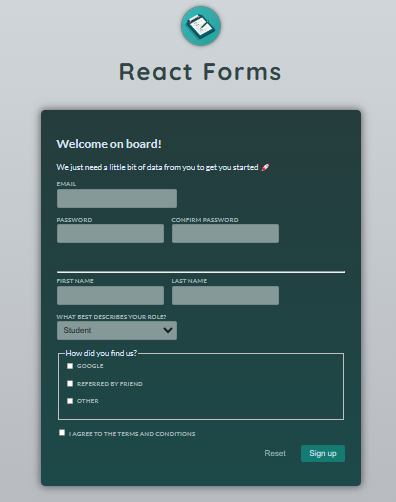 React Forms
Welcome on board!
We just need a little bit of data from you to get you started 🚀
EMAIL
PASSWORD CONFIRM PASSWORD
FIRST NAME LAST NAME
WHAT BEST DESCRIBES YOUR ROLE?
Student
How did you find us?
GOOGLE
REFERRED BY FRIEND
OTHER
I AGREE TO THE TERMS AND CONDITIONS
Reset Sign up